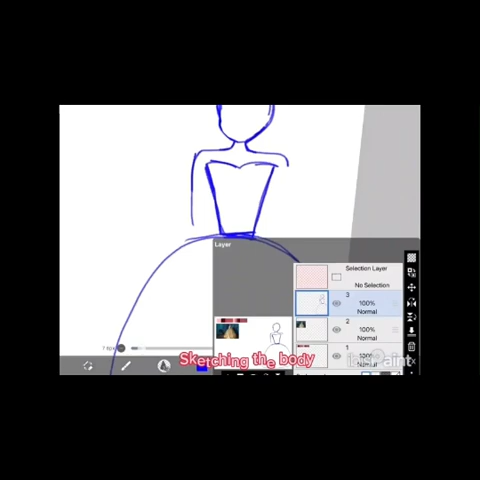 Layer
Selection Layer
No Selection
3
100%
Normal
2
100%
Normal
1
100%
Normal
Sketching the body